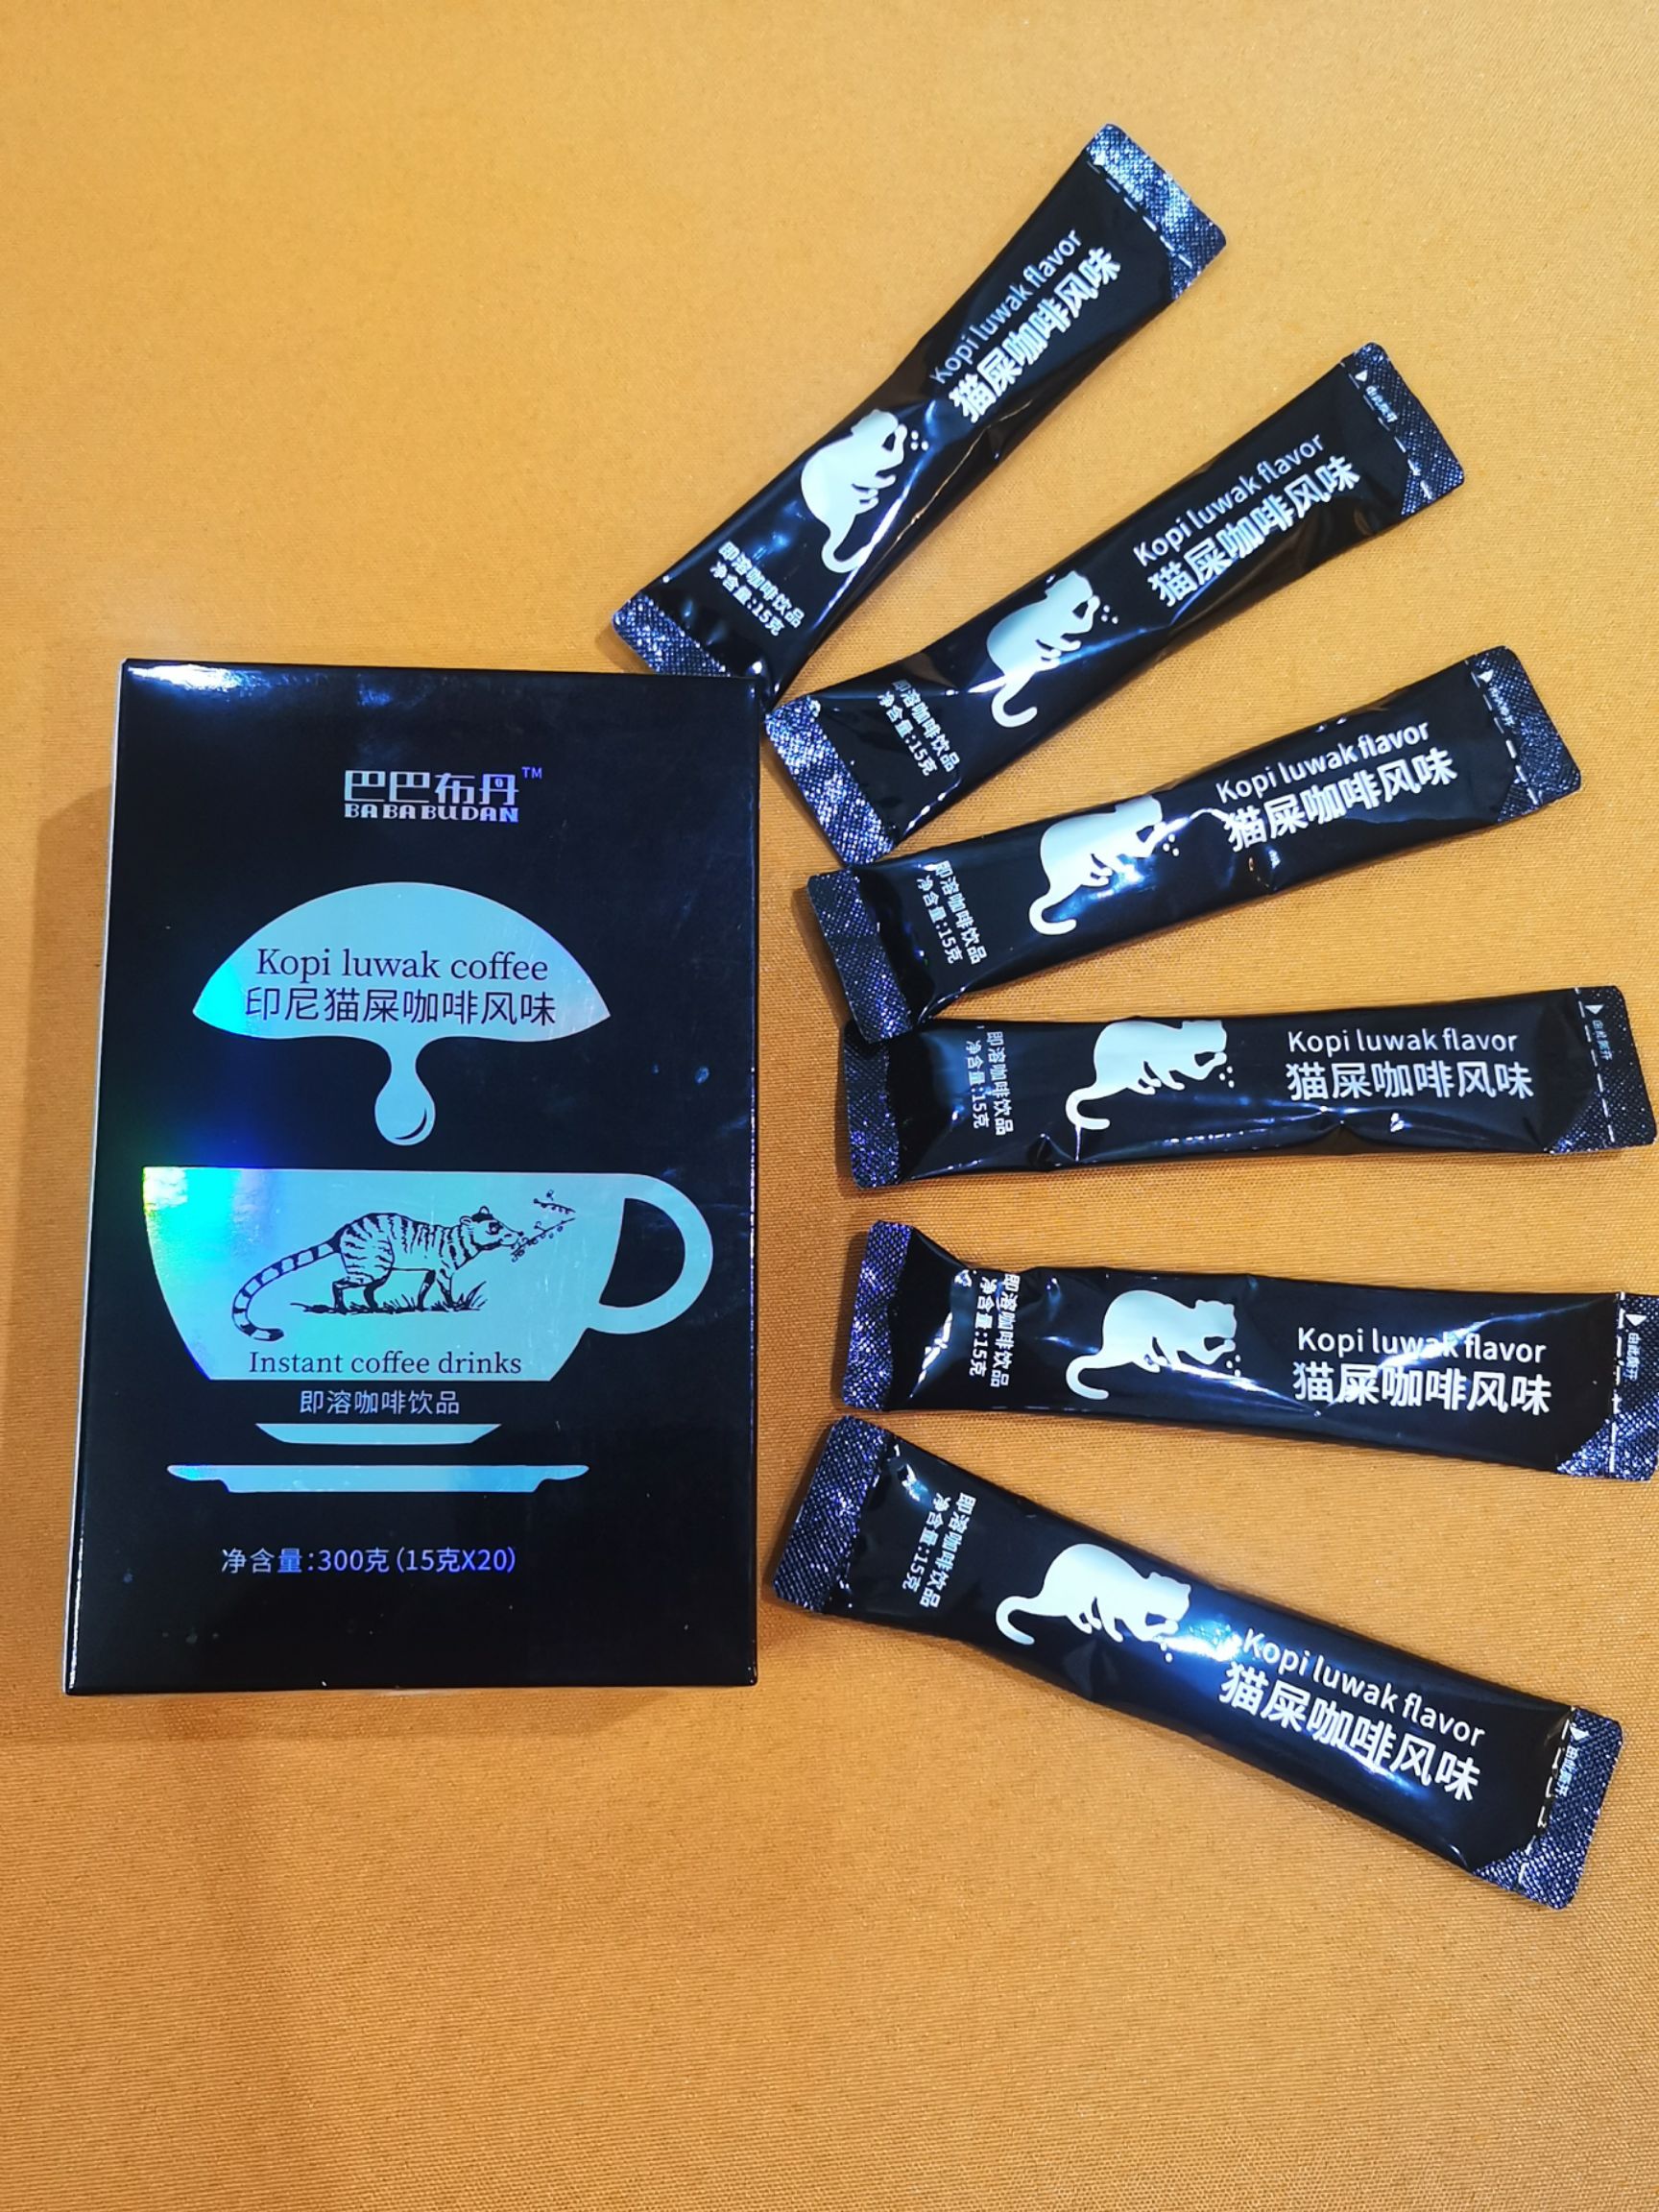 巴巴布丹™
BABABUDAN
Kopi luwak coffee
印尼猫屎咖啡风味
Instant coffee drinks
即溶咖啡饮品
净含量:300克(15克X20)
Kopi luwak flavor
猫屎咖啡风味
即溶咖啡饮品
净含量:15克
Kopi luwak flavor
猫屎咖啡风味
即溶咖啡饮品
净含量:15克
Kopi luwak flavor
猫屎咖啡风味
即溶咖啡饮品
净含量:15克
Kopi luwak flavor
猫屎咖啡风味
即溶咖啡饮品
净含量:15克
Kopi luwak flavor
猫屎咖啡风味
即溶咖啡饮品
净含量:15克
Kopi luwak flavor
猫屎咖啡风味
即溶咖啡饮品
净含量:15克